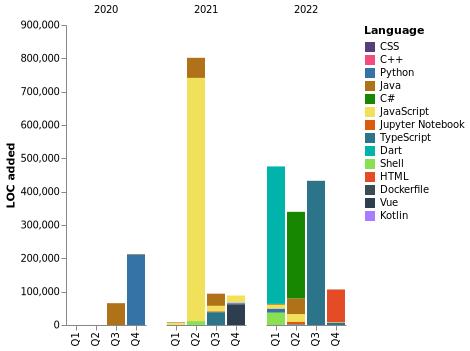 2020 2021 2022
Language
CSS
C++
Python
Java
C#
JavaScript
Jupyter Notebook
TypeScript
Dart
Shell
HTML
Dockerfile
Vue
Kotlin
LOC added
900,000
800,000
700,000
600,000
500,000
400,000
300,000
200,000
100,000
0
Q1 Q2 Q3 Q4 Q1 Q2 Q3 Q4 Q1 Q2 Q3 Q4